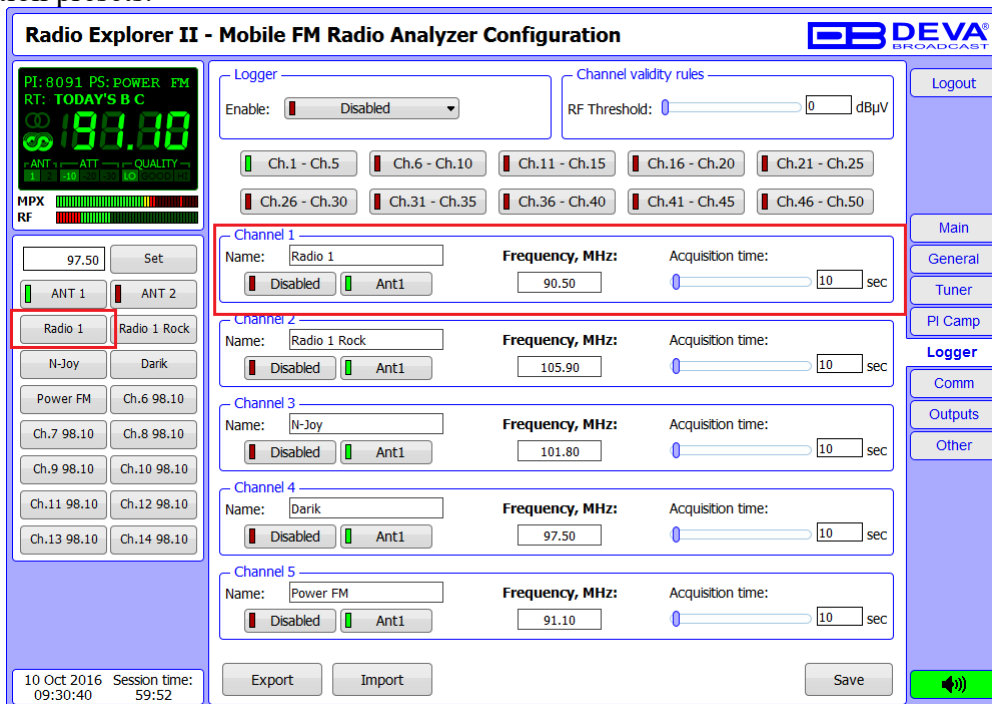 tion presets.
Radio Explorer II - Mobile FM Radio Analyzer Configuration
DEVA®
BROADCAST
PI:8091 PS:POWER FM
RT: TODAY'S B C
91.10
ANT ATT QUALITY
1 2 -10 -20 -30 LO GOOD HI
MPX
RF
97.50 Set
ANT 1 ANT 2
Radio 1 Radio 1 Rock
N-Joy Darik
Power FM Ch.6 98.10
Ch.7 98.10 Ch.8 98.10
Ch.9 98.10 Ch.10 98.10
Ch.11 98.10 Ch.12 98.10
Ch.13 98.10 Ch.14 98.10
10 Oct 2016 Session time:
09:30:40 59:52
Logger
Enable: Disabled
Channel validity rules
RF Threshold: 0 dBµV
Ch.1 - Ch.5 Ch.6 - Ch.10 Ch.11 - Ch.15 Ch.16 - Ch.20 Ch.21 - Ch.25
Ch.26 - Ch.30 Ch.31 - Ch.35 Ch.36 - Ch.40 Ch.41 - Ch.45 Ch.46 - Ch.50
Channel 1
Name: Radio 1 Frequency, MHz: Acquisition time:
Disabled Ant1 90.50 10 sec
Channel 2
Name: Radio 1 Rock Frequency, MHz: Acquisition time:
Disabled Ant1 105.90 10 sec
Channel 3
Name: N-Joy Frequency, MHz: Acquisition time:
Disabled Ant1 101.80 10 sec
Channel 4
Name: Darik Frequency, MHz: Acquisition time:
Disabled Ant1 97.50 10 sec
Channel 5
Name: Power FM Frequency, MHz: Acquisition time:
Disabled Ant1 91.10 10 sec
Export Import Save
Logout
Main
General
Tuner
PI Camp
Logger
Comm
Outputs
Other